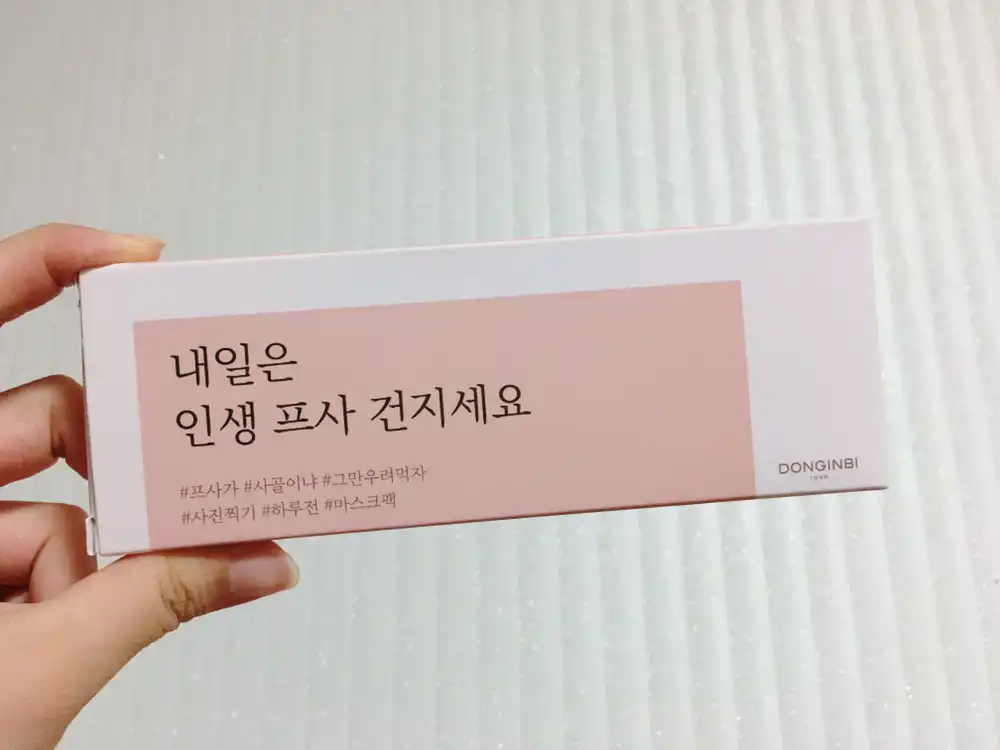 내일은
인생 프사 건지세요
#프사가 #사골이냐 #그만우려먹자
#사진찍기 #하루전 #마스크팩
DONGINBI